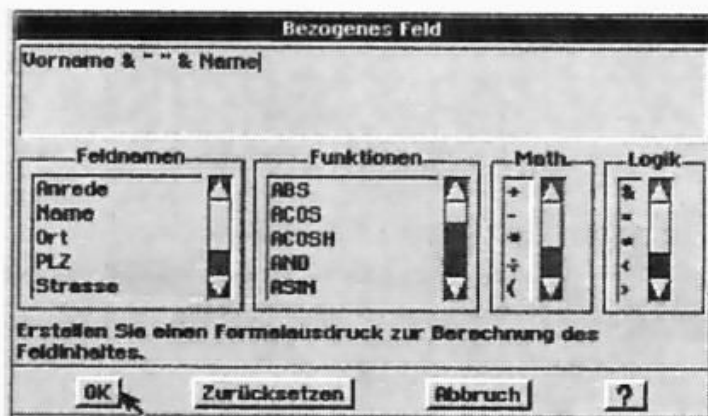 Bezogenes Feld
Vorname & " " & Name
Feldnamen
Anrede
Name
Ort
PLZ
Strasse
Funktionen
ABS
ACOS
ACOSH
AND
ASIN
Math.
+
-
*
÷
(
Logik
&
=
≠
<
>
Erstellen Sie einen Formelausdruck zur Berechnung des
Feldinhaltes.
OK
Zurücksetzen
Abbruch
?